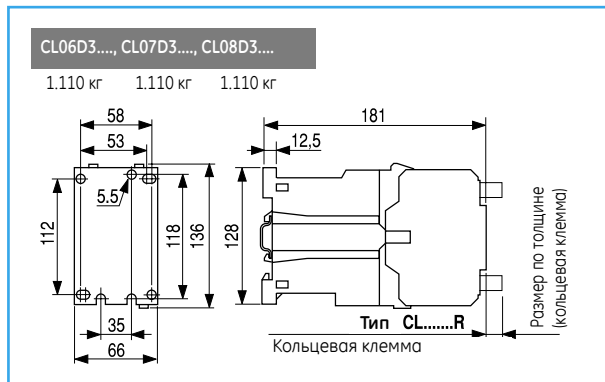 CL06D3...., CL07D3...., CL08D3....
1.110 кг 1.110 кг 1.110 кг
58
53
5.5
112
118
136
35
66
181
12,5
128
Тип CL.......R
Кольцевая клемма
Размер по толщине
(кольцевая клемма)